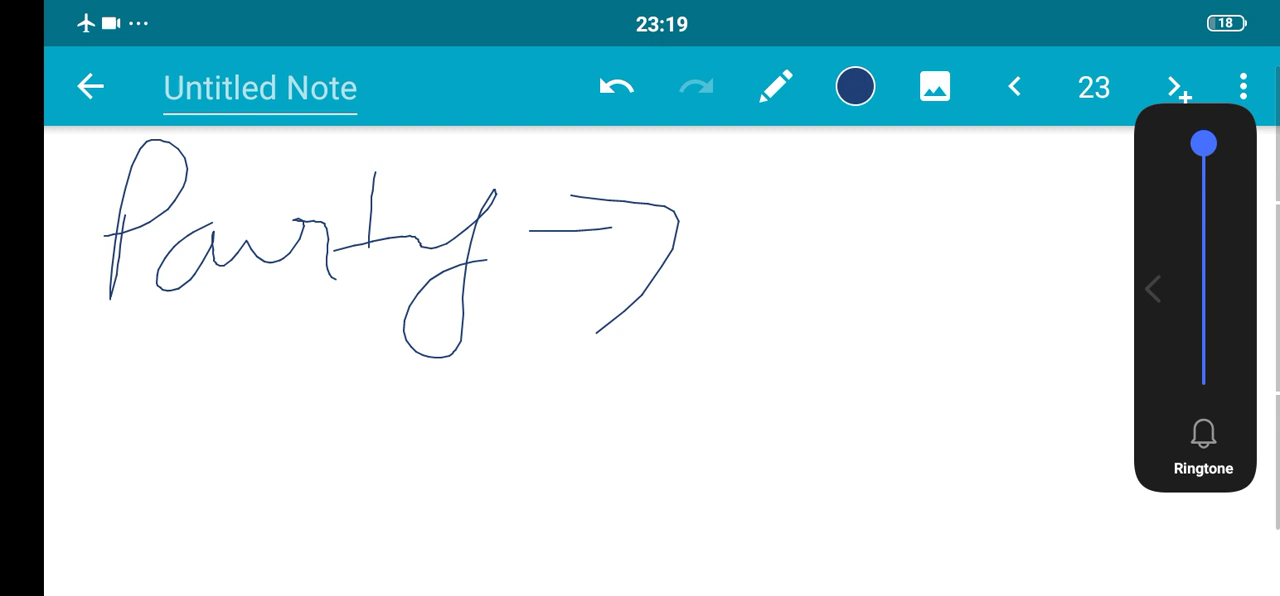 23:19
18
Untitled Note
23
Party →
Ringtone